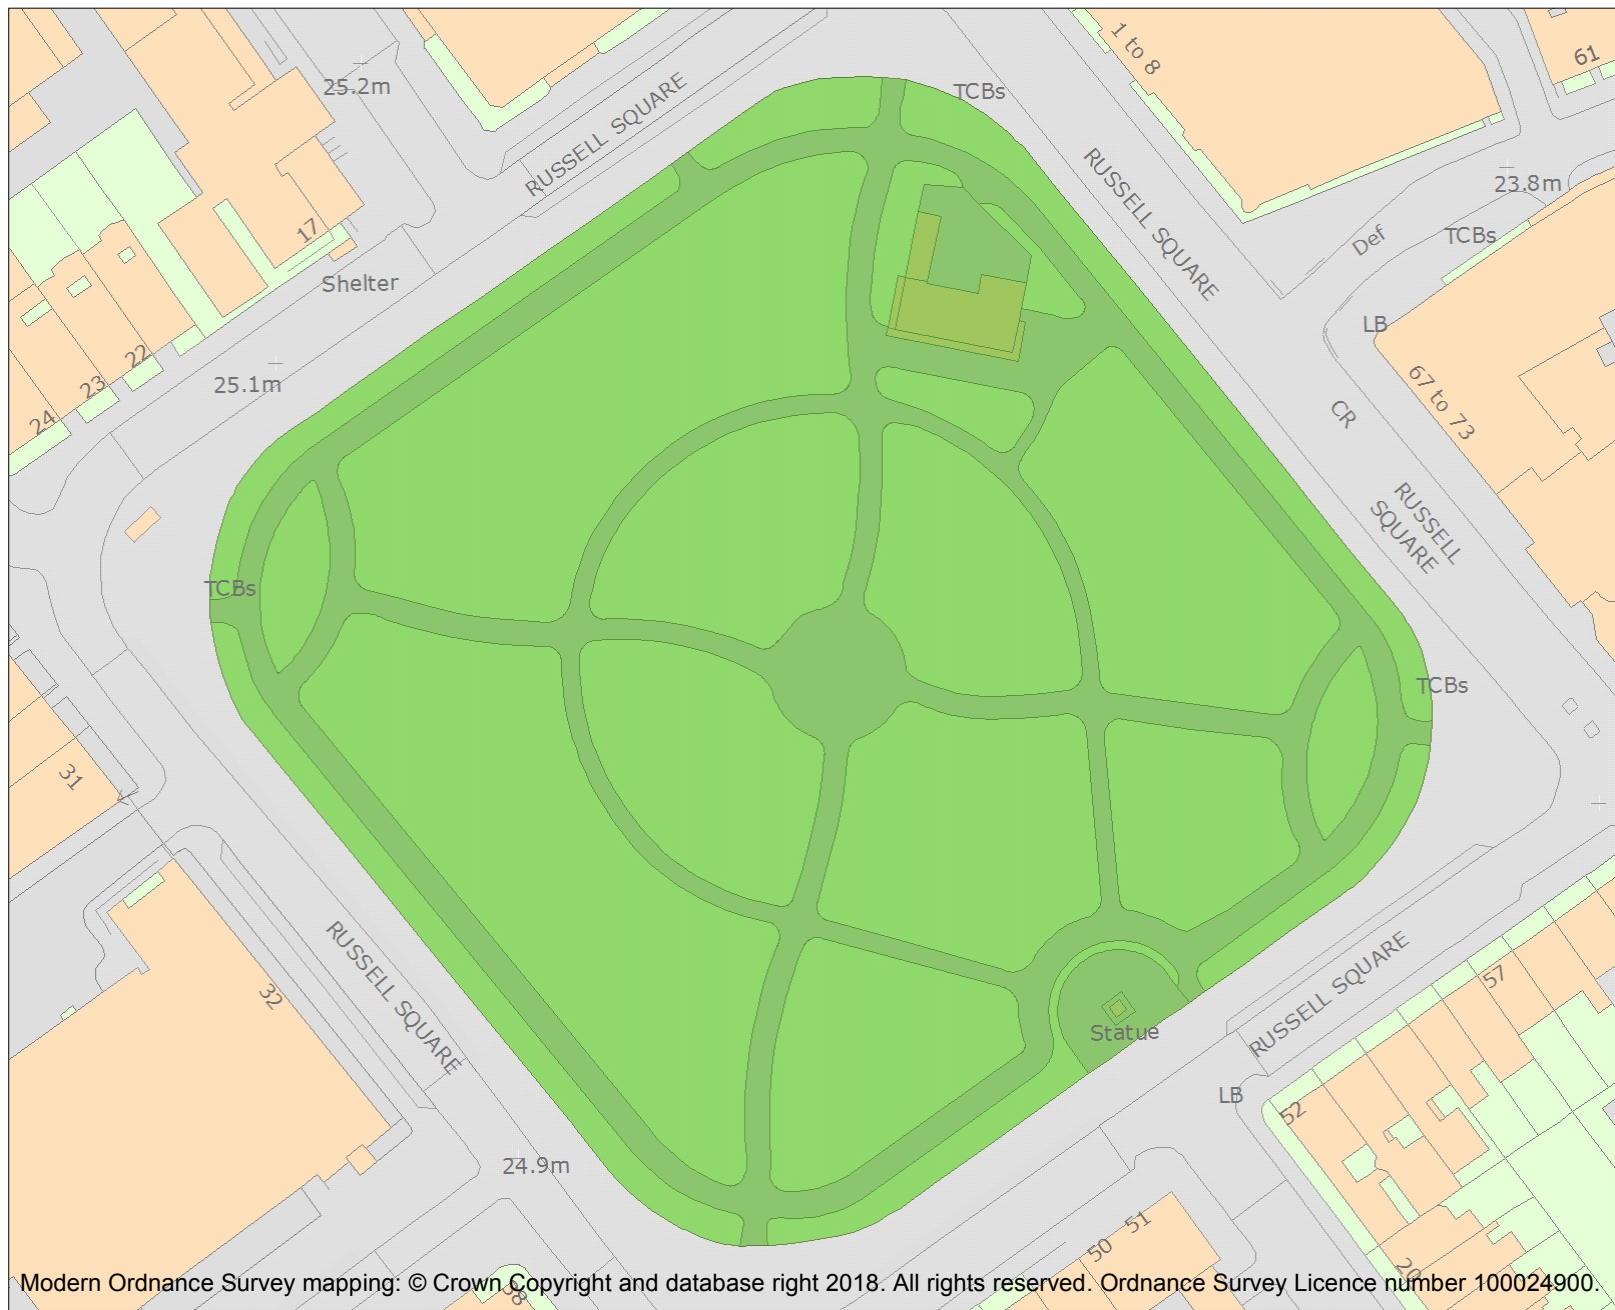 1 to 8
61
25.2m
TCBs
RUSSELL SQUARE
RUSSELL SQUARE
23.8m
17
Def
TCBs
Shelter
LB
22
25.1m
23
24
67 to 73
CR
RUSSELL
SQUARE
TCBs
TCBs
31
RUSSELL SQUARE
32
RUSSELL SQUARE
57
Statue
LB
52
24.9m
51
50
20
38
Modern Ordnance Survey mapping: © Crown Copyright and database right 2018. All rights reserved. Ordnance Survey Licence number 100024900.